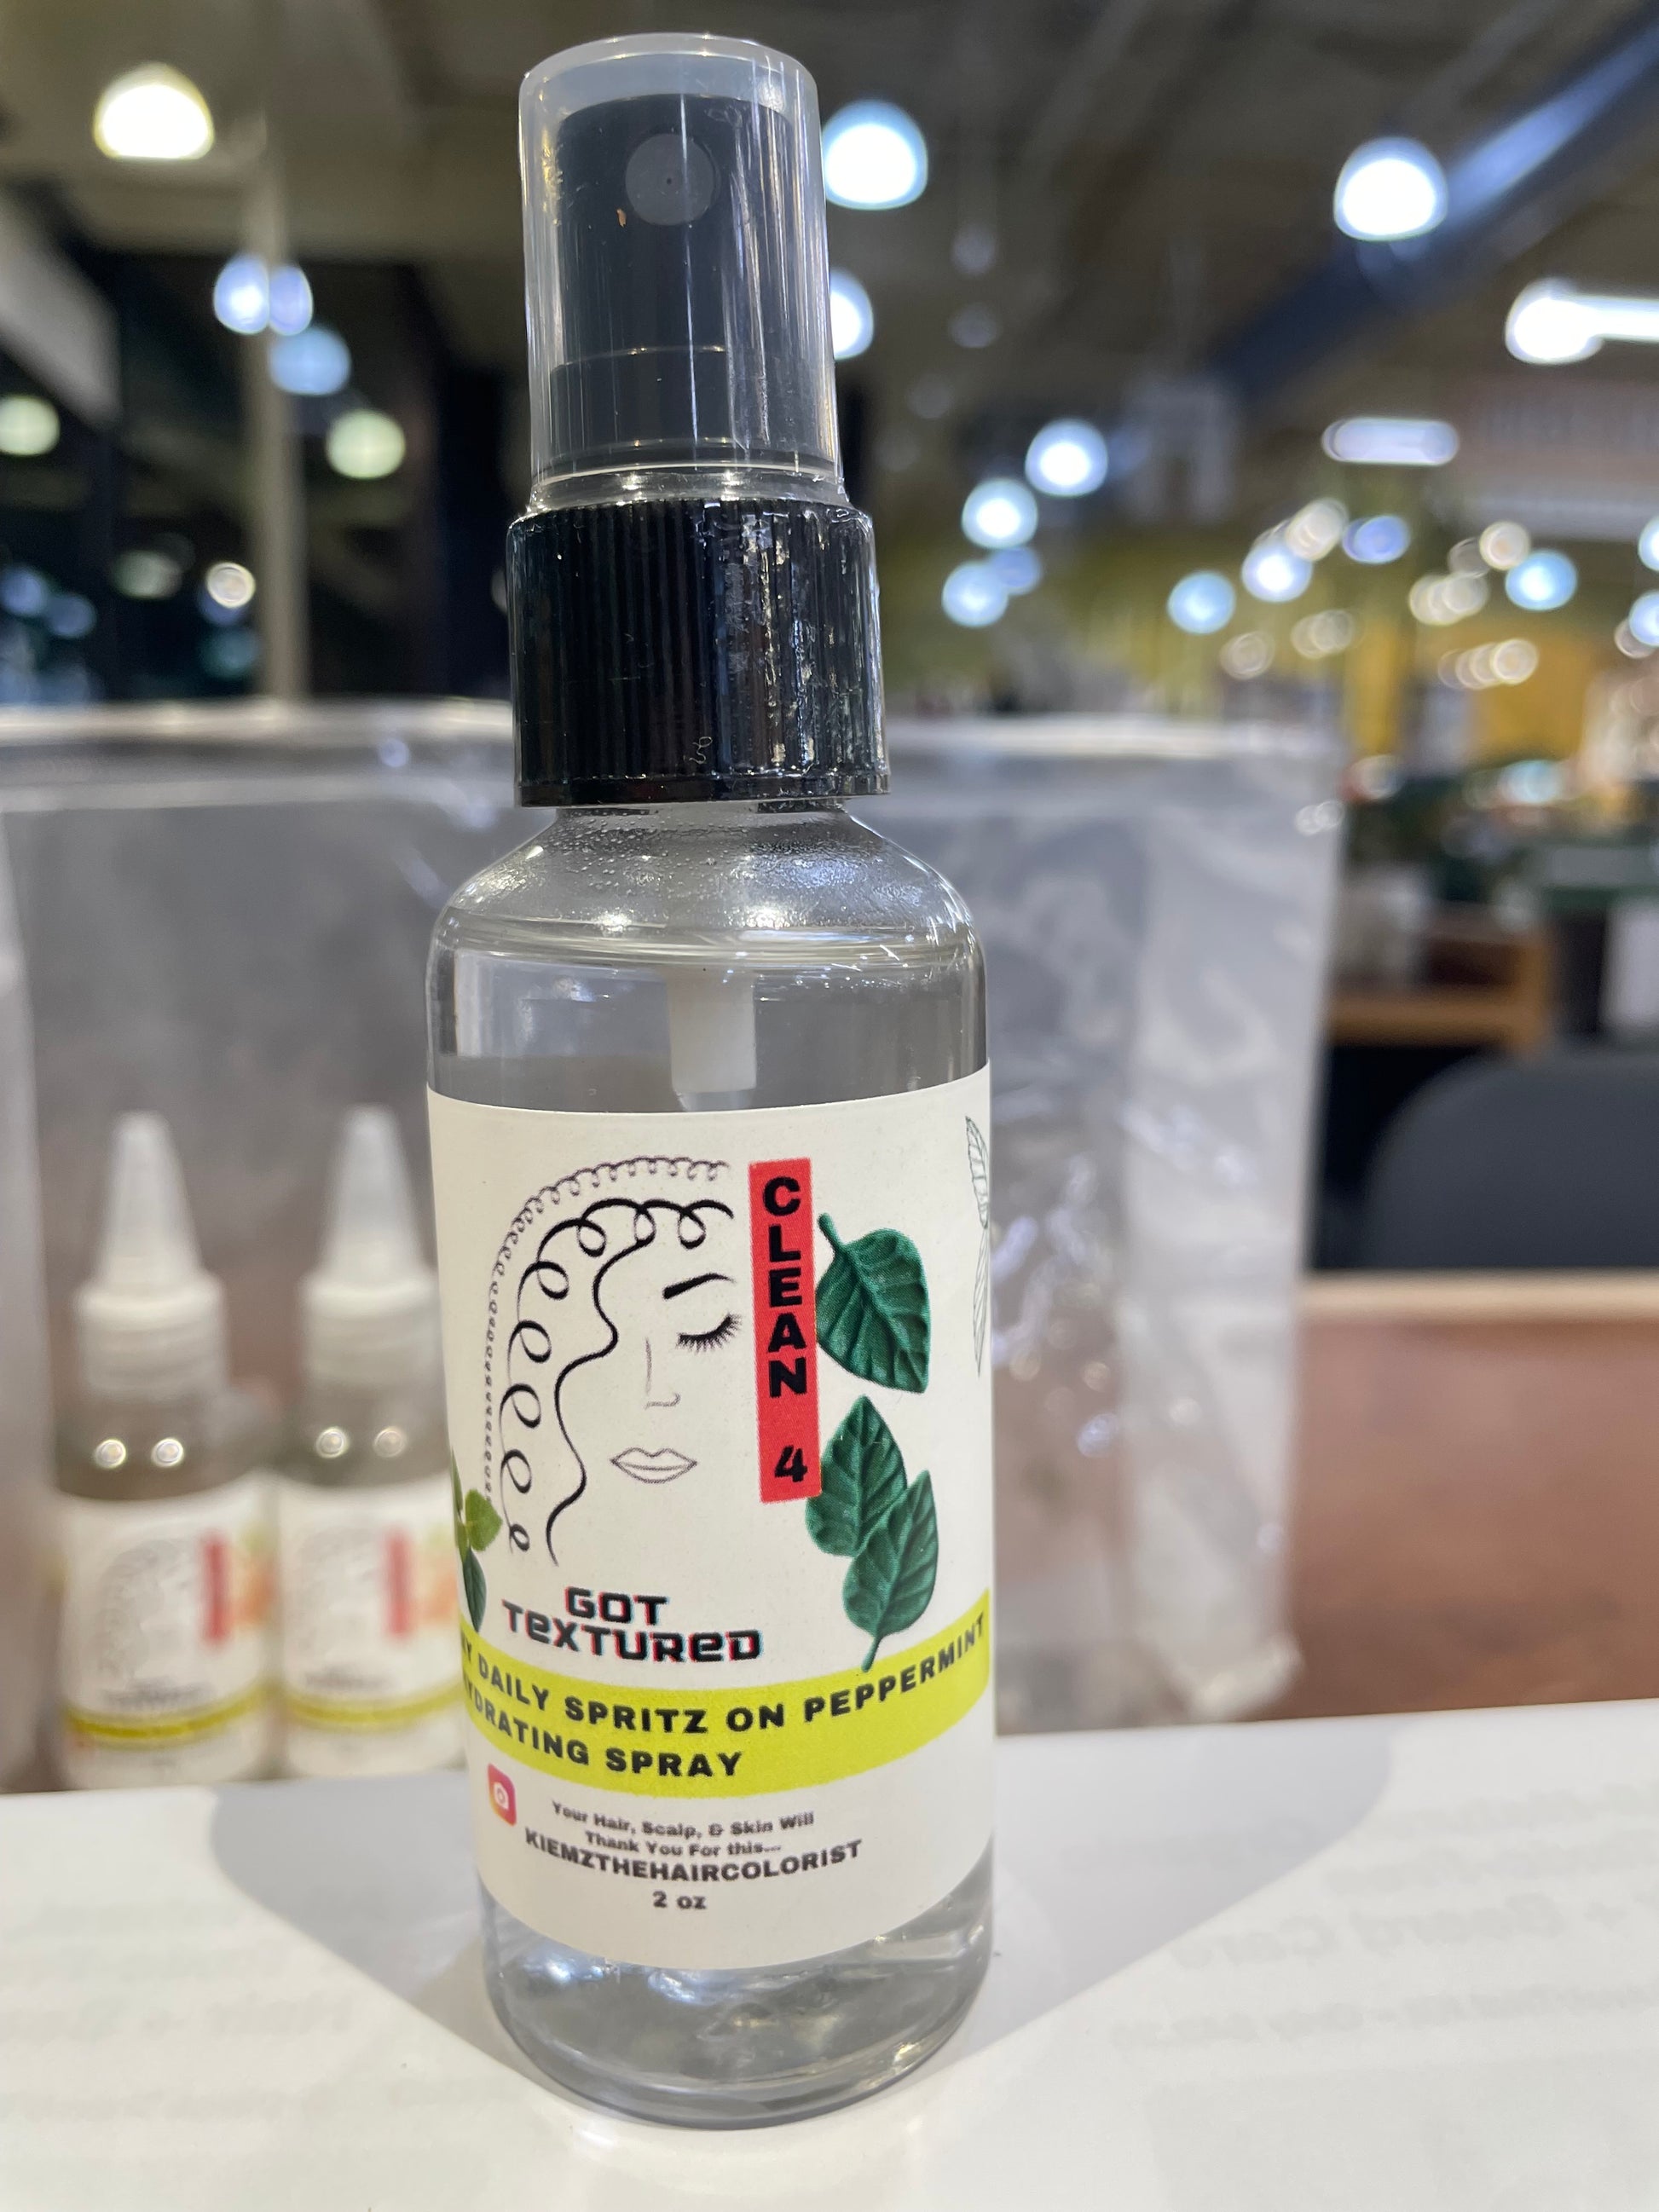 CLEAN 4
GOT
TEXTURED
DAILY SPRITZ ON PEPPERMINT
SPRAY
Your Hair, Scalp, & Skin Will
Thank You For this...
KIEMZTHEHAIRCOLORIST
2 oz